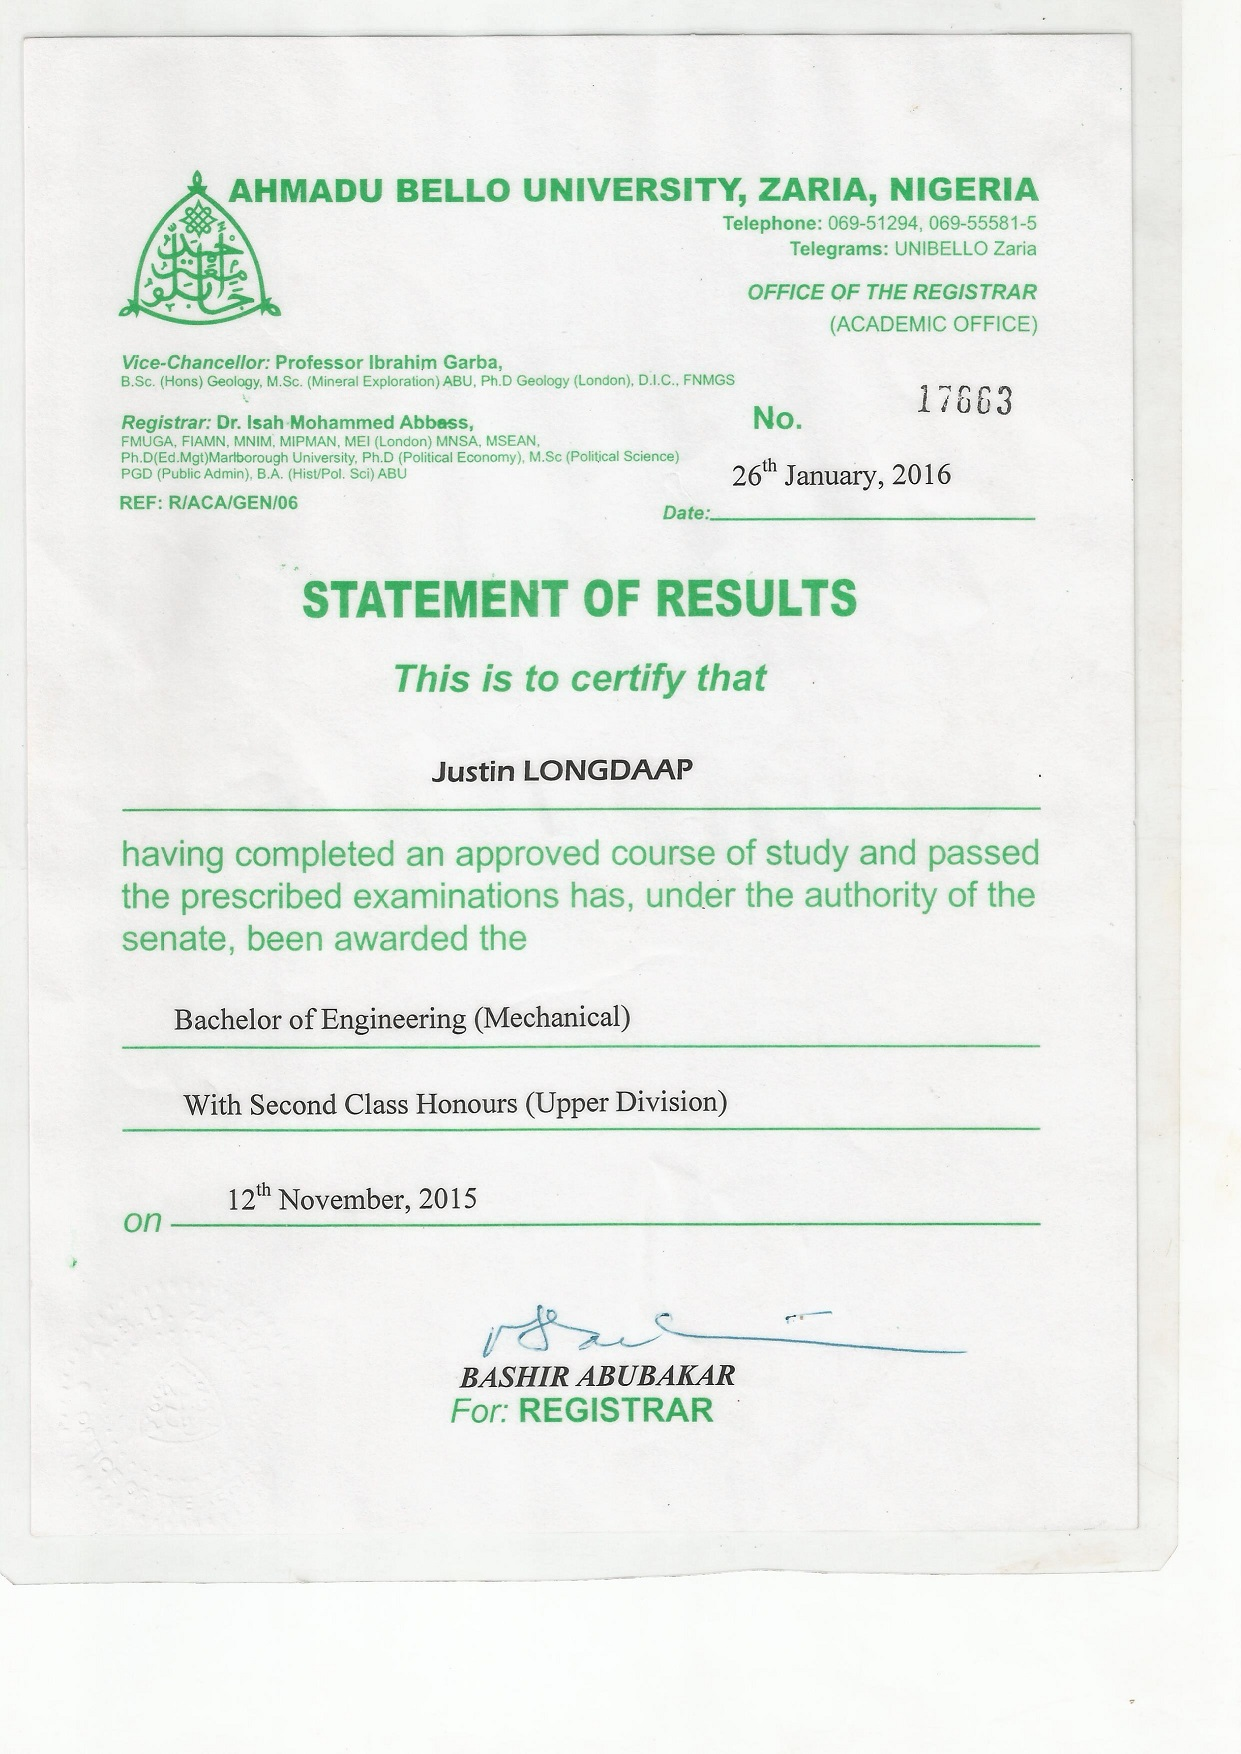 AHMADU BELLO UNIVERSITY, ZARIA, NIGERIA
Telephone: 069-51294, 069-55581-5
Telegrams: UNIBELLO Zaria
OFFICE OF THE REGISTRAR
(ACADEMIC OFFICE)
Vice-Chancellor: Professor Ibrahim Garba,
B.Sc. (Hons) Geology, M.Sc. (Mineral Exploration) ABU, Ph.D Geology (London), D.I.C., FNMGS
No. 17663
Registrar: Dr. Isah Mohammed Abbass,
FMUGA, FIAMN, MNIM, MIPMAN, MEI (London) MNSA, MSEAN,
Ph.D(Ed.Mgt)Marlborough University, Ph.D (Political Economy), M.Sc (Political Science)
PGD (Public Admin), B.A. (Hist/Pol. Sci) ABU
REF: R/ACA/GEN/06
Date: 26th January, 2016
STATEMENT OF RESULTS
This is to certify that
Justin LONGDAAP
having completed an approved course of study and passed
the prescribed examinations has, under the authority of the
senate, been awarded the
Bachelor of Engineering (Mechanical)
With Second Class Honours (Upper Division)
on 12th November, 2015
BASHIR ABUBAKAR
For: REGISTRAR